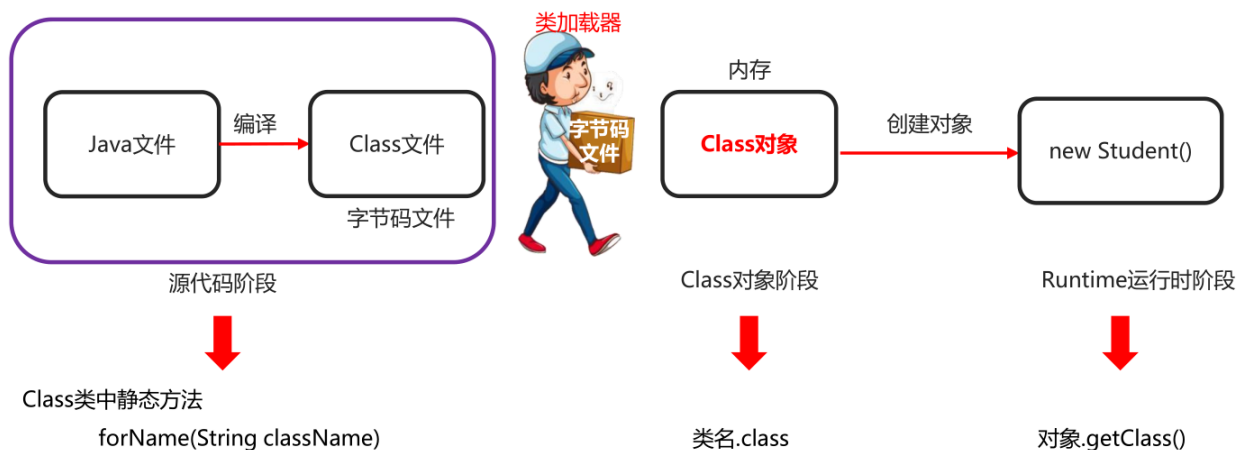 类加载器
内存
Java文件
编译
Class文件
字节码
文件
Class对象
创建对象
new Student()
字节码文件
源代码阶段
Class对象阶段
Runtime运行时阶段
Class类中静态方法
forName(String className)
类名.class
对象.getClass()